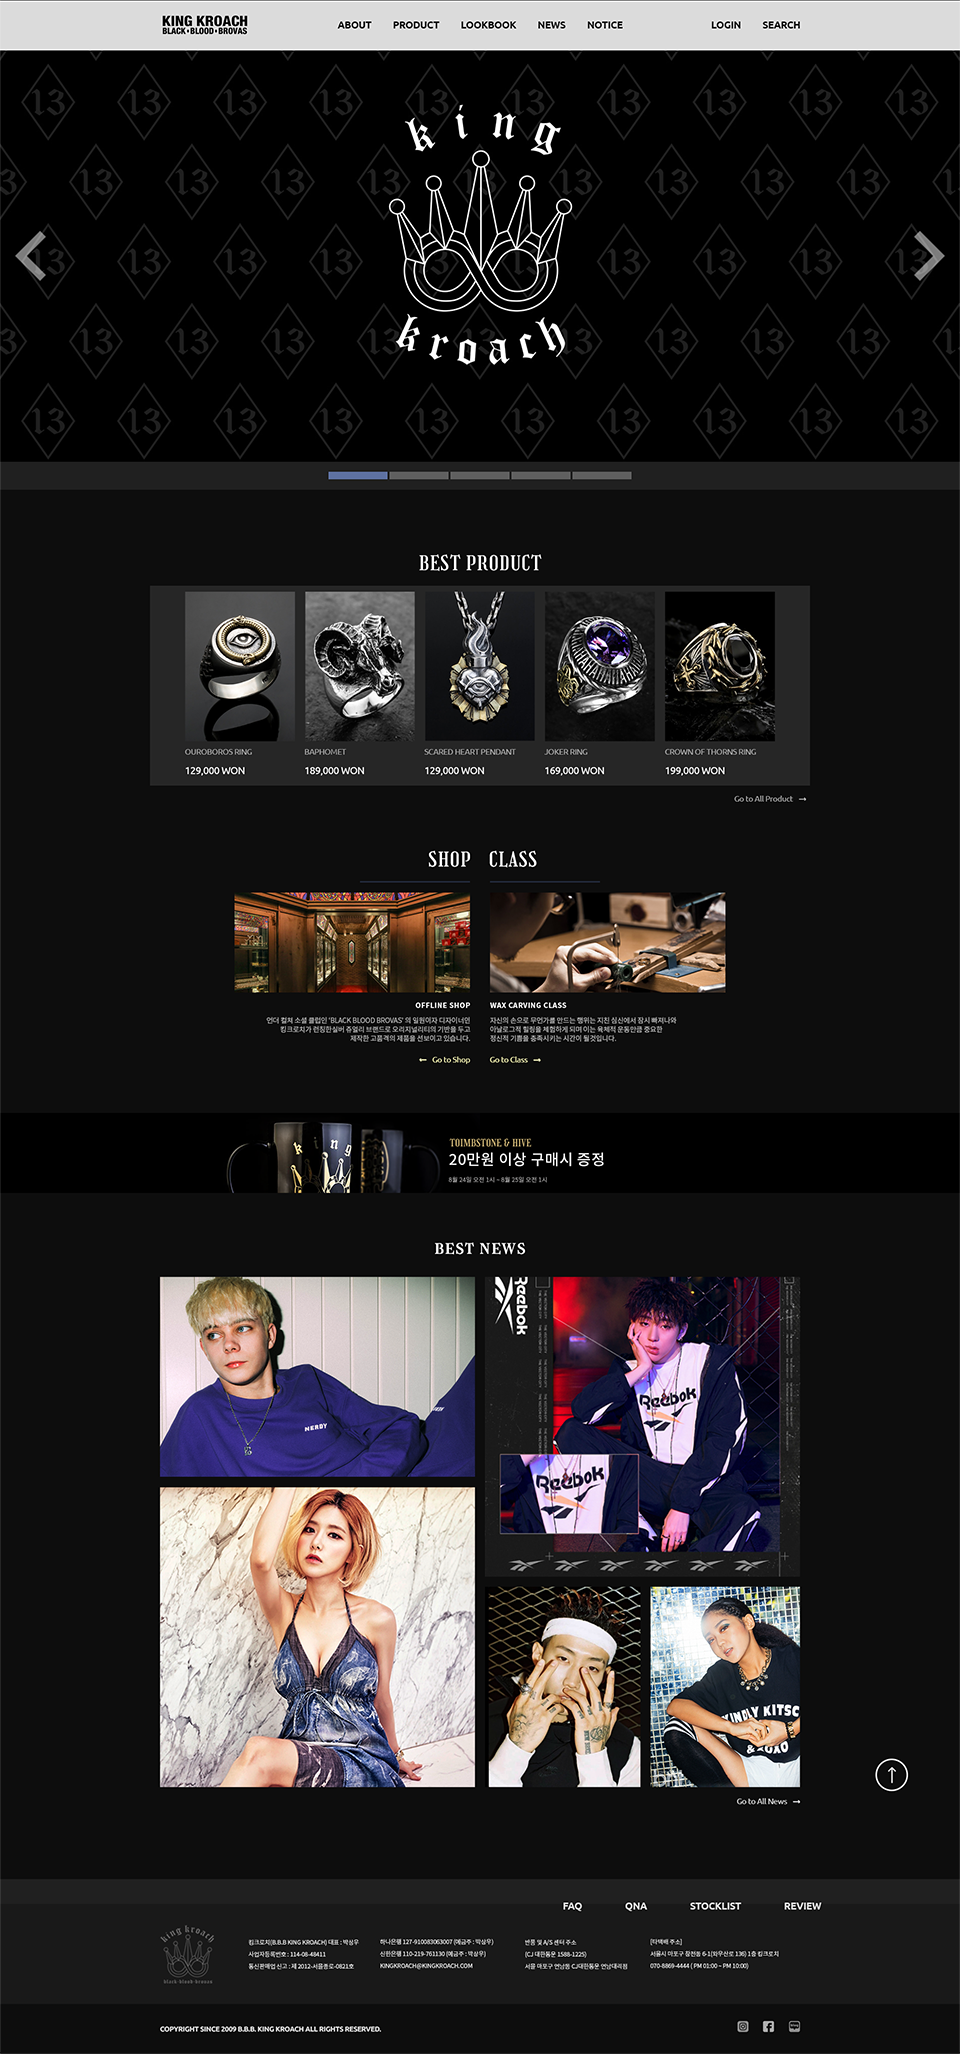 KING KROACH
BLACK•BLOOD•BROVAS
ABOUT PRODUCT LOOKBOOK NEWS NOTICE
LOGIN SEARCH
king
kroach
BEST PRODUCT
OUROBOROS RING
129,000 WON
BAPHOMET
189,000 WON
SCARED HEART PENDANT
129,000 WON
JOKER RING
169,000 WON
CROWN OF THORNS RING
199,000 WON
Go to All Product →
SHOP
CLASS
OFFLINE SHOP
언더 컬쳐 소셜 클럽인 'BLACK BLOOD BROVAS' 의 일원이자 디자이너인
킹크로치가 런칭한실버 쥬얼리 브랜드로 오리지널리티의 기반을 두고
제작한 고품격의 제품을 선보이고 있습니다.
← Go to Shop
WAX CARVING CLASS
자신의 손으로 무언가를 만드는 행위는 지친 심신에서 잠시 빠져나와
아날로그적 힐링을 체험하게 되며 이는 육체적 운동만큼 중요한
정신적 기쁨을 충족시키는 시간이 될것입니다.
Go to Class →
TOIMBSTONE & HIVE
20만원 이상 구매시 증정
8월 24일 오전 1시 ~ 8월 25일 오전 1시
BEST NEWS
NERDY
Reebok
Reebok
Reebok
Go to All News →
FAQ QNA STOCKLIST REVIEW
king kroach
black·blood·brovas
킹크로치(B.B.B KING KROACH) 대표 : 박상우
사업자등록번호 : 114-08-48411
통신판매업 신고 : 제 2012-서울종로-0821호
하나은행 127-910083063007 (예금주 : 박상우)
신한은행 110-219-761130 (예금주 : 박상우)
KINGKROACH@KINGKROACH.COM
반품 및 A/S 센터 주소
(CJ 대한통운 1588-1225)
서울 마포구 연남동 CJ대한통운 연남대리점
[타택배 주소]
서울시 마포구 창전동 6-1(와우산로 136) 1층 킹크로치
070-8869-4444 ( PM 01:00 ~ PM 10:00)
COPYRIGHT SINCE 2009 B.B.B. KING KROACH ALL RIGHTS RESERVED.